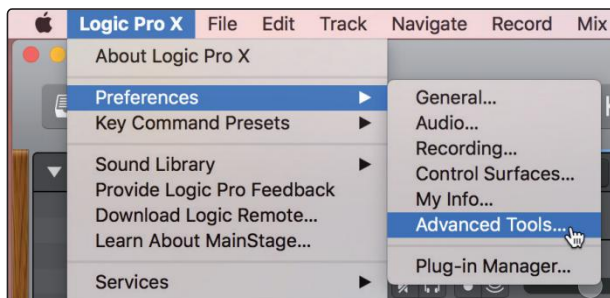 Logic Pro X File Edit Track Navigate Record Mix
About Logic Pro X
Preferences
Key Command Presets
Sound Library
Provide Logic Pro Feedback
Download Logic Remote...
Learn About MainStage...
Services
General...
Audio...
Recording...
Control Surfaces...
My Info...
Advanced Tools...
Plug-in Manager...